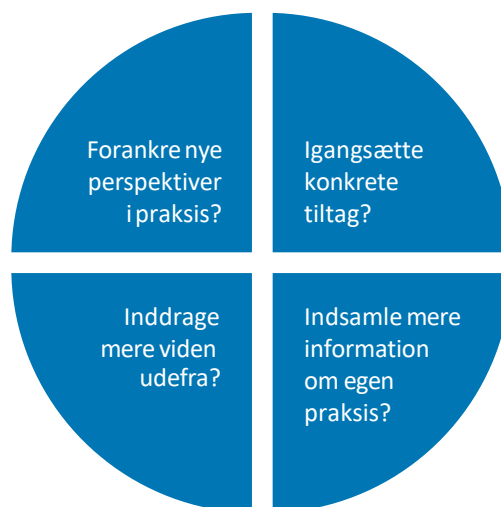 Forankre nye
perspektiver
i praksis?
Igangsætte
konkrete
tiltag?
Inddrage
mere viden
udefra?
Indsamle mere
information
om egen
praksis?